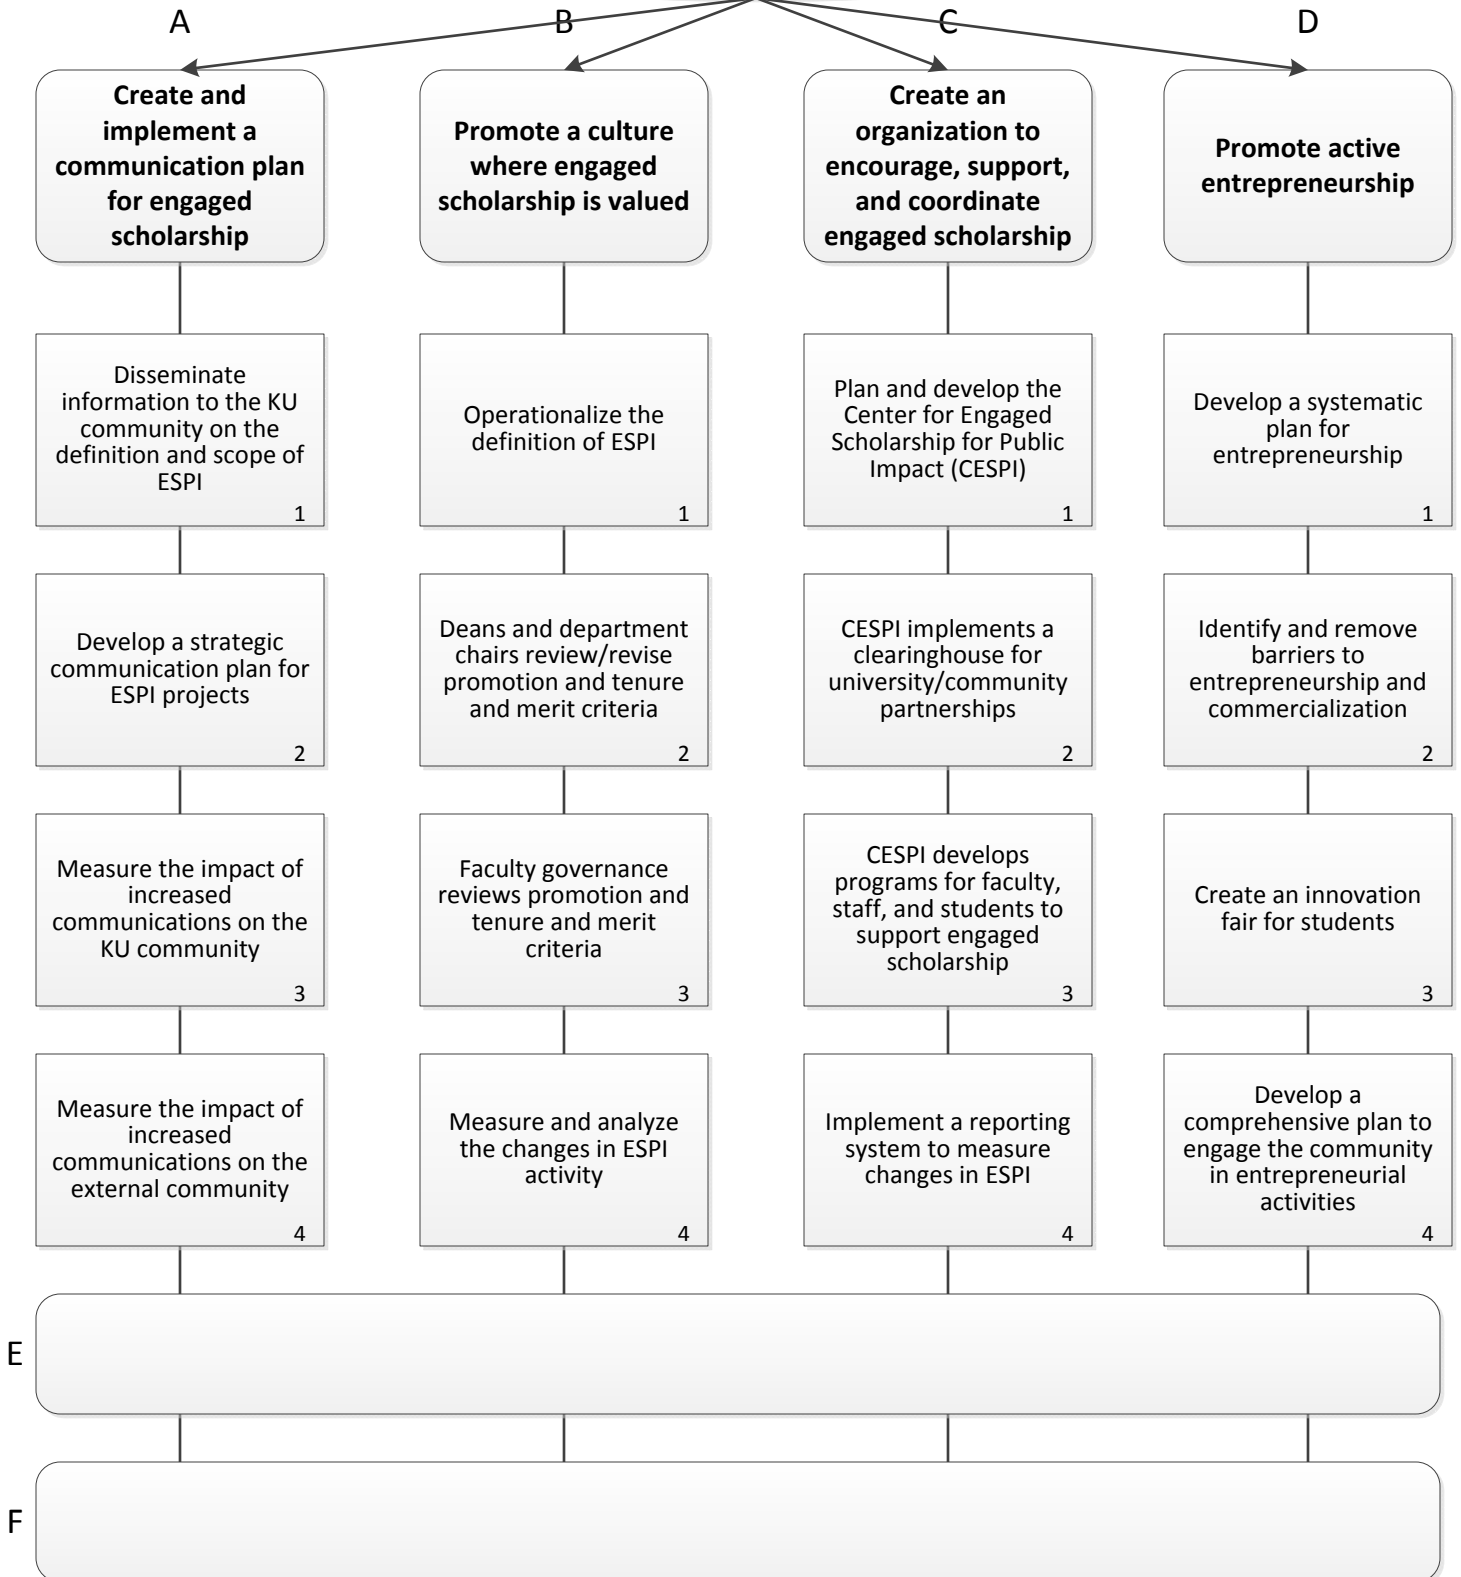 A
B
C
D
Create and
implement a
communication plan
for engaged
scholarship
Promote a culture
where engaged
scholarship is valued
Create an
organization to
encourage, support,
and coordinate
engaged scholarship
Promote active
entrepreneurship
Disseminate
information to the KU
community on the
definition and scope of
ESPI
1
Operationalize the
definition of ESPI
1
Plan and develop the
Center for Engaged
Scholarship for Public
Impact (CESPI)
1
Develop a systematic
plan for
entrepreneurship
1
Develop a strategic
communication plan for
ESPI projects
2
Deans and department
chairs review/revise
promotion and tenure
and merit criteria
2
CESPI implements a
clearinghouse for
university/community
partnerships
2
Identify and remove
barriers to
entrepreneurship and
commercialization
2
Measure the impact of
increased
communications on the
KU community
3
Faculty governance
reviews promotion and
tenure and merit
criteria
3
CESPI develops
programs for faculty,
staff, and students to
support engaged
scholarship
3
Create an innovation
fair for students
3
Measure the impact of
increased
communications on the
external community
4
Measure and analyze
the changes in ESPI
activity
4
Implement a reporting
system to measure
changes in ESPI
4
Develop a
comprehensive plan to
engage the community
in entrepreneurial
activities
4
E
F